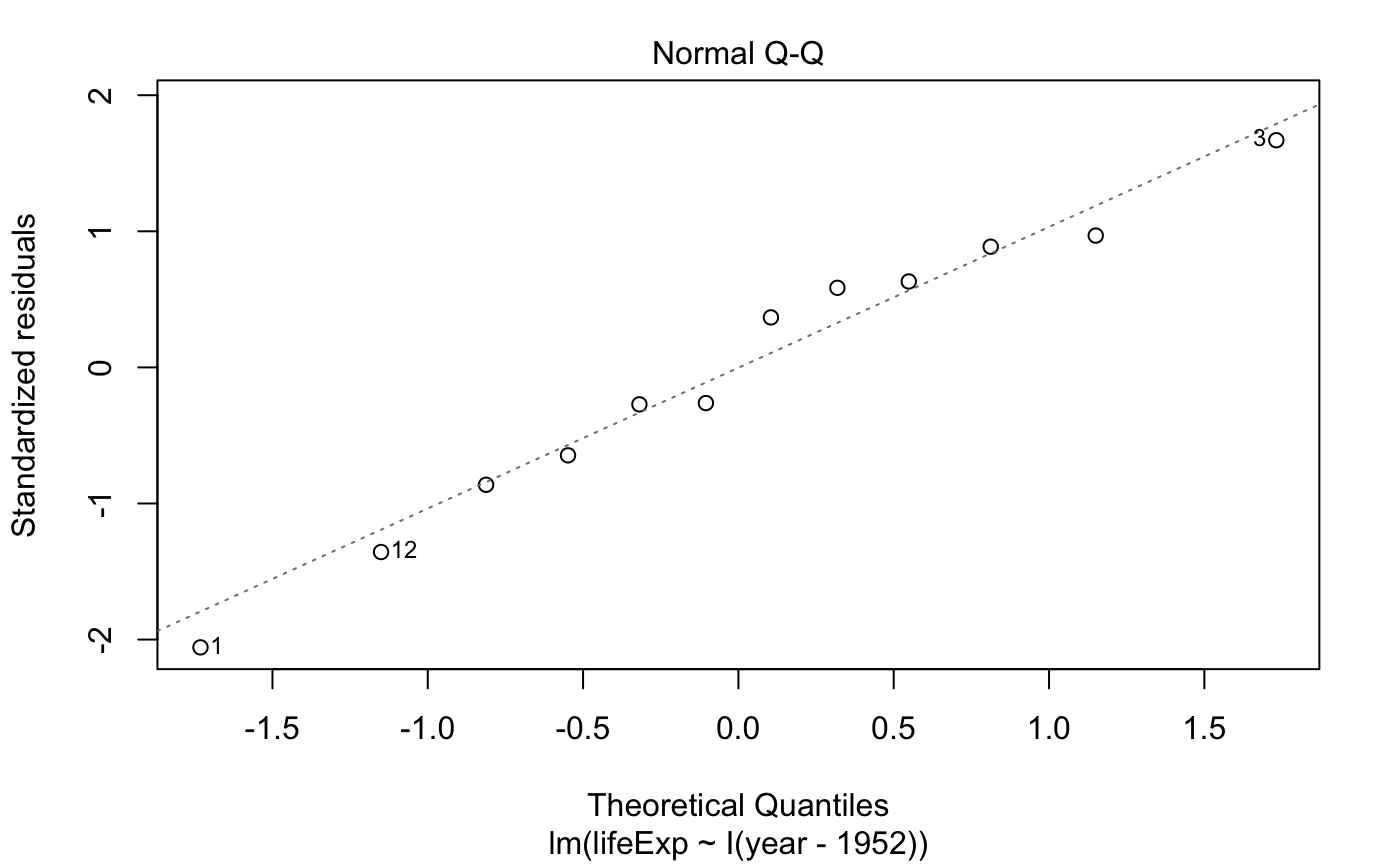 Normal Q-Q
Standardized residuals
2
1
0
-1
-2
3
12
1
-1.5 -1.0 -0.5 0.0 0.5 1.0 1.5
Theoretical Quantiles
lm(lifeExp ~ I(year - 1952))